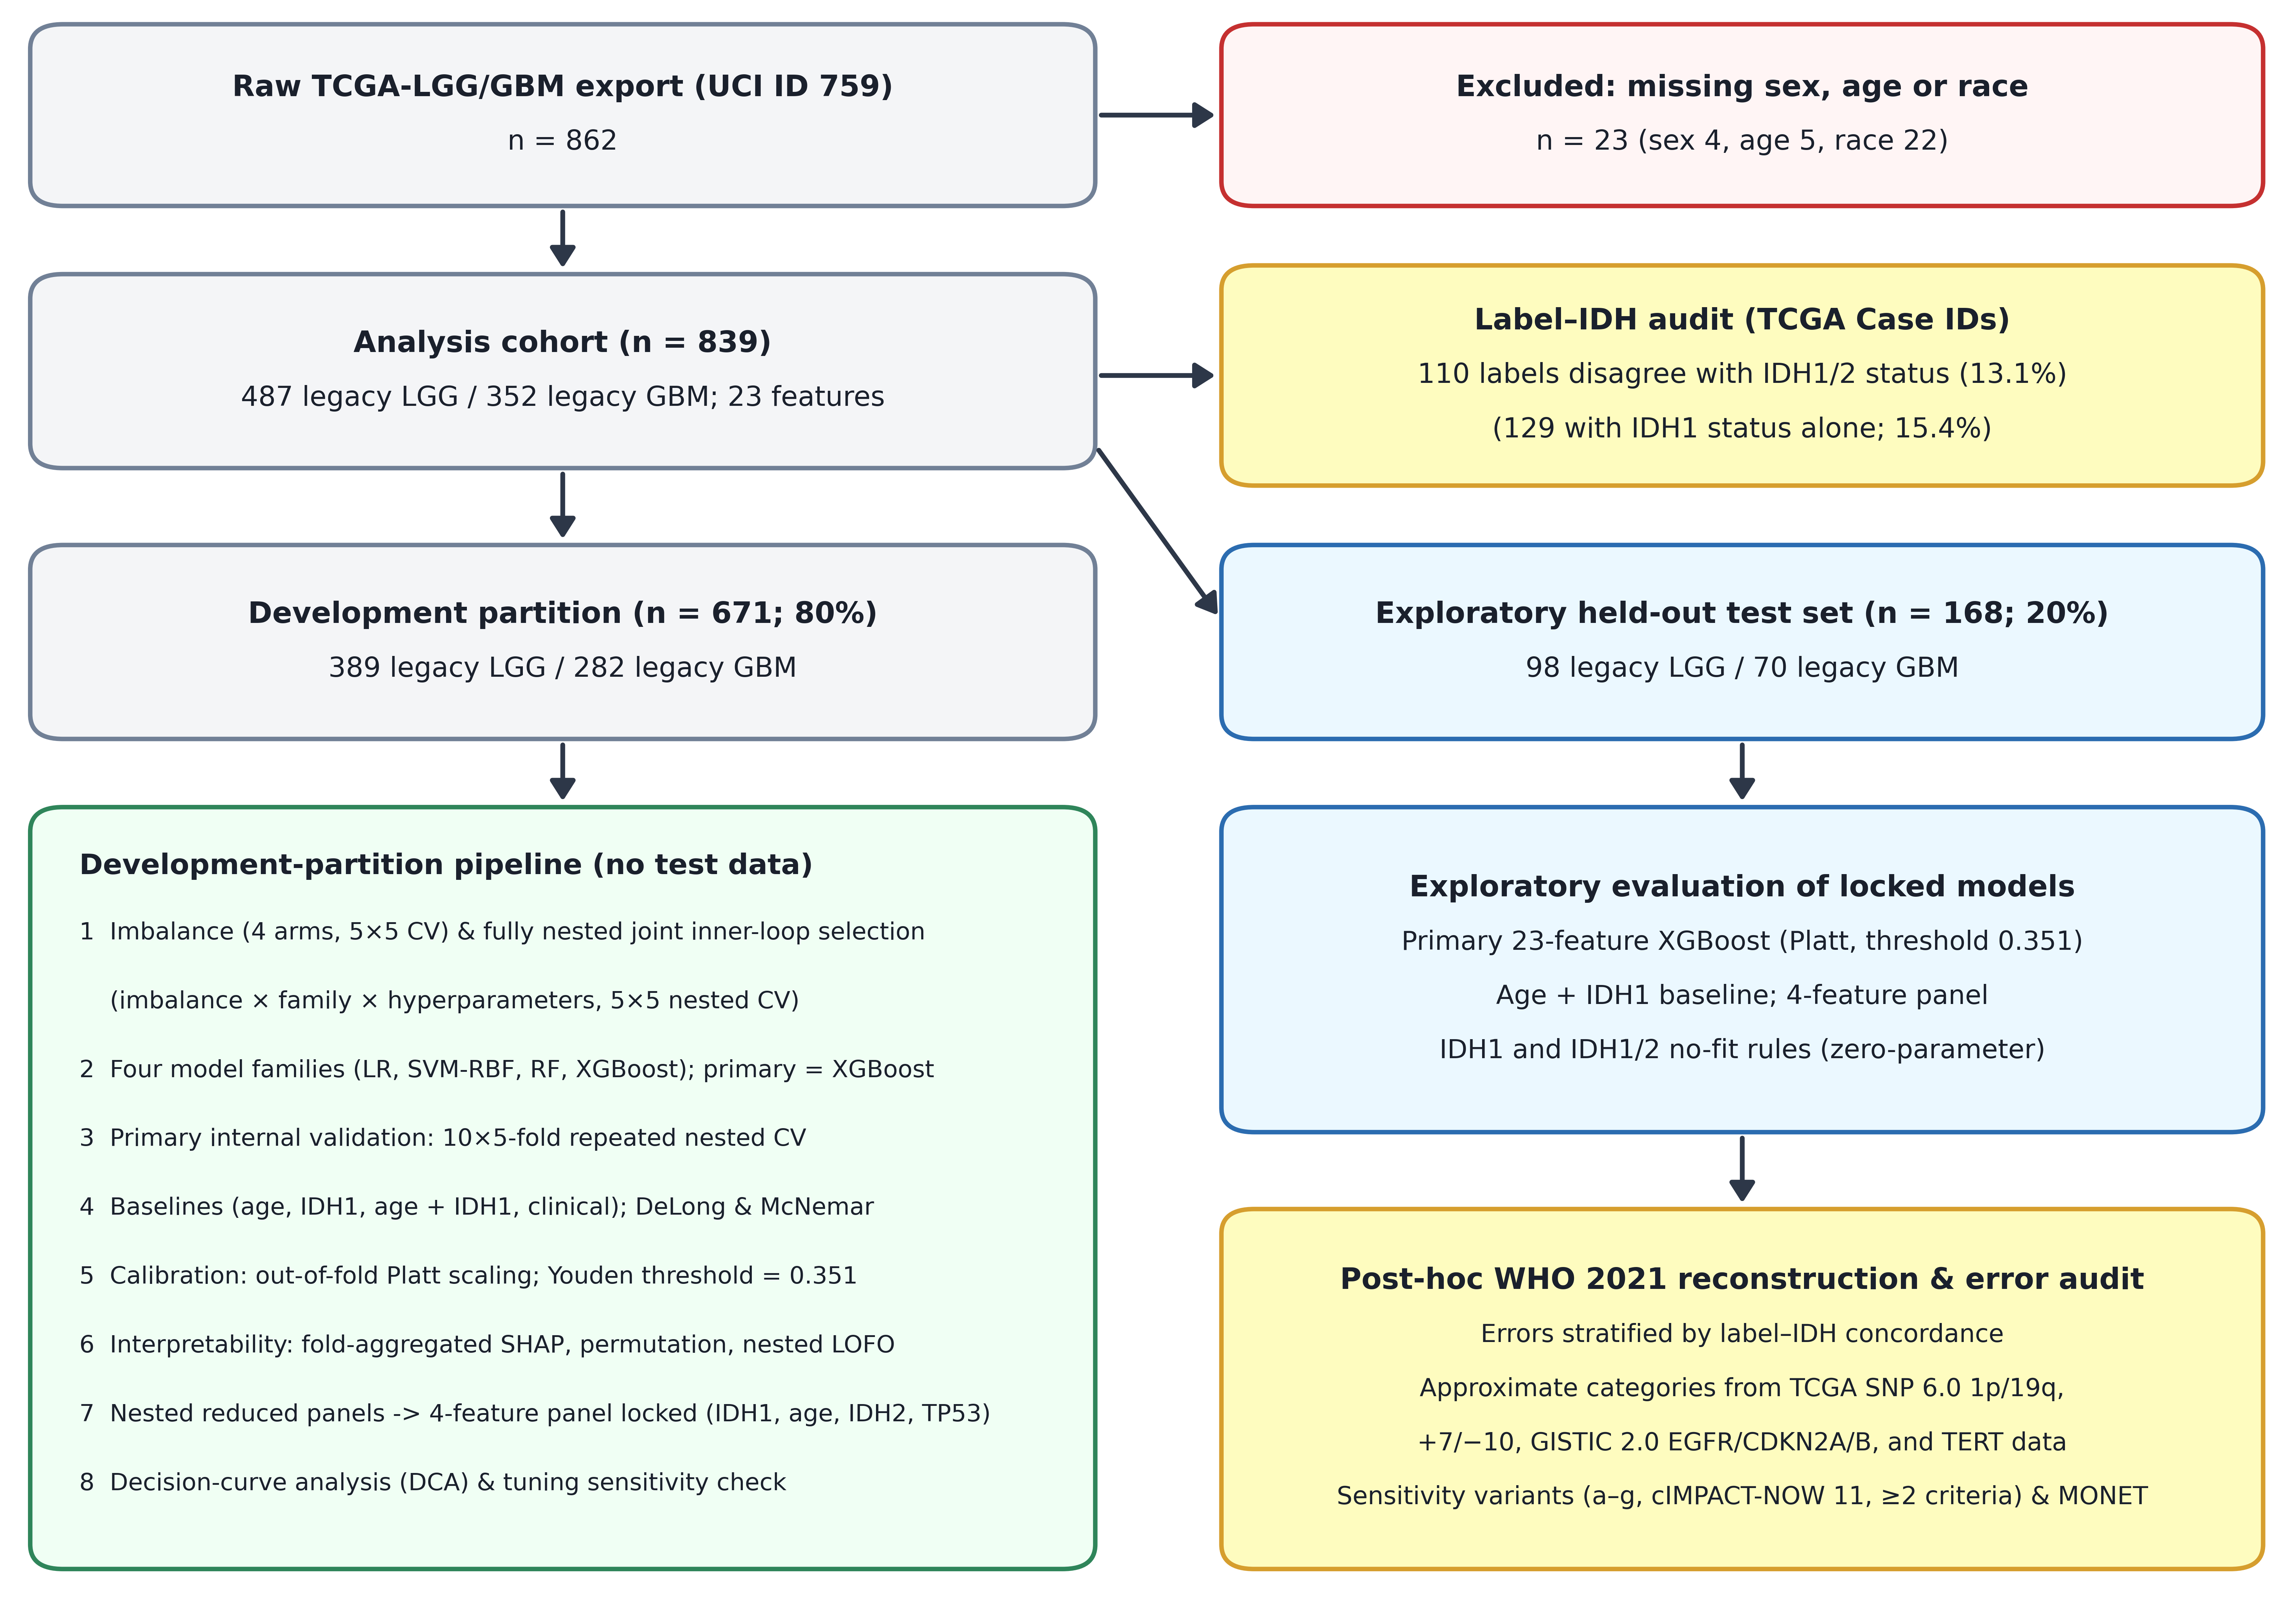 Raw TCGA-LGG/GBM export (UCI ID 759)
n = 862
Excluded: missing sex, age or race
n = 23 (sex 4, age 5, race 22)
Analysis cohort (n = 839)
487 legacy LGG / 352 legacy GBM; 23 features
Label–IDH audit (TCGA Case IDs)
110 labels disagree with IDH1/2 status (13.1%)
(129 with IDH1 status alone; 15.4%)
Development partition (n = 671; 80%)
389 legacy LGG / 282 legacy GBM
Exploratory held-out test set (n = 168; 20%)
98 legacy LGG / 70 legacy GBM
Development-partition pipeline (no test data)
1 Imbalance (4 arms, 5×5 CV) & fully nested joint inner-loop selection
(imbalance × family × hyperparameters, 5×5 nested CV)
2 Four model families (LR, SVM-RBF, RF, XGBoost); primary = XGBoost
3 Primary internal validation: 10×5-fold repeated nested CV
4 Baselines (age, IDH1, age + IDH1, clinical); DeLong & McNemar
5 Calibration: out-of-fold Platt scaling; Youden threshold = 0.351
6 Interpretability: fold-aggregated SHAP, permutation, nested LOFO
7 Nested reduced panels -> 4-feature panel locked (IDH1, age, IDH2, TP53)
8 Decision-curve analysis (DCA) & tuning sensitivity check
Exploratory evaluation of locked models
Primary 23-feature XGBoost (Platt, threshold 0.351)
Age + IDH1 baseline; 4-feature panel
IDH1 and IDH1/2 no-fit rules (zero-parameter)
Post-hoc WHO 2021 reconstruction & error audit
Errors stratified by label–IDH concordance
Approximate categories from TCGA SNP 6.0 1p/19q,
+7/−10, GISTIC 2.0 EGFR/CDKN2A/B, and TERT data
Sensitivity variants (a–g, cIMPACT-NOW 11, ≥2 criteria) & MONET